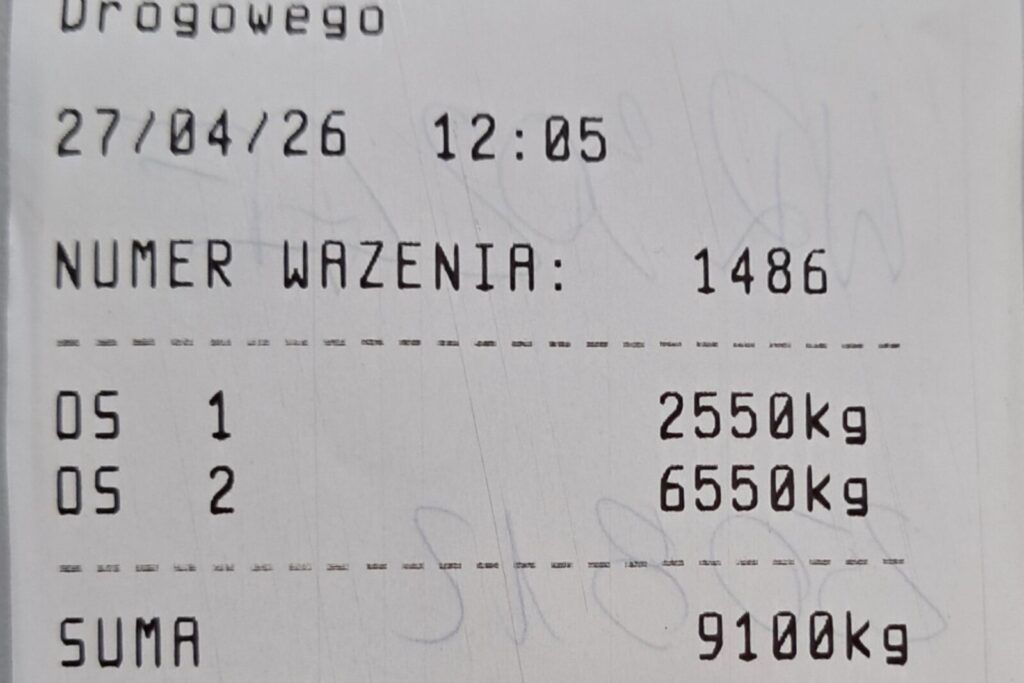 Drogowego
27/04/26 12:05
NUMER WAZENIA: 1486
OS 1 2550kg
OS 2 6550kg
SUMA 9100kg